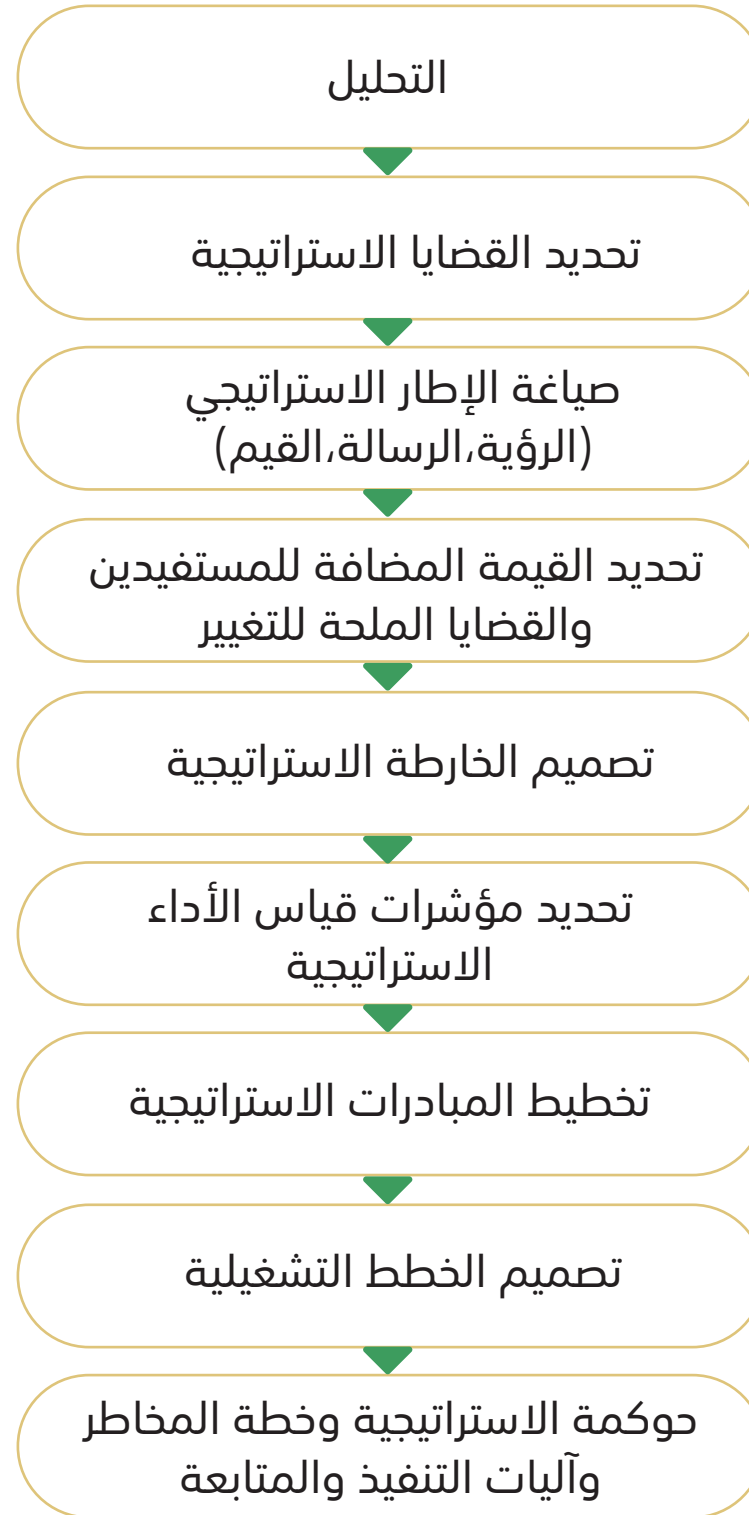 التحليل
تحديد القضايا الاستراتيجية
صياغة الإطار الاستراتيجي
(الرؤية،الرسالة،القيم)
تحديد القيمة المضافة للمستفيدين
والقضايا الملحة للتغيير
تصميم الخارطة الاستراتيجية
تحديد مؤشرات قياس الأداء
الاستراتيجية
تخطيط المبادرات الاستراتيجية
تصميم الخطط التشغيلية
حوكمة الاستراتيجية وخطة المخاطر
وآليات التنفيذ والمتابعة